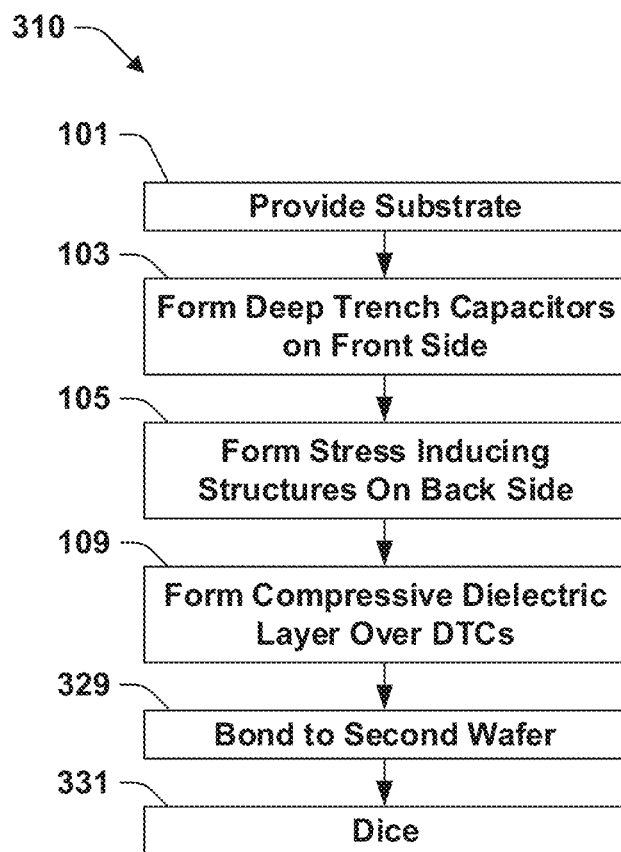 310
101
Provide Substrate
103
Form Deep Trench Capacitors
on Front Side
105
Form Stress Inducing
Structures On Back Side
109
Form Compressive Dielectric
Layer Over DTCs
329
Bond to Second Wafer
331
Dice